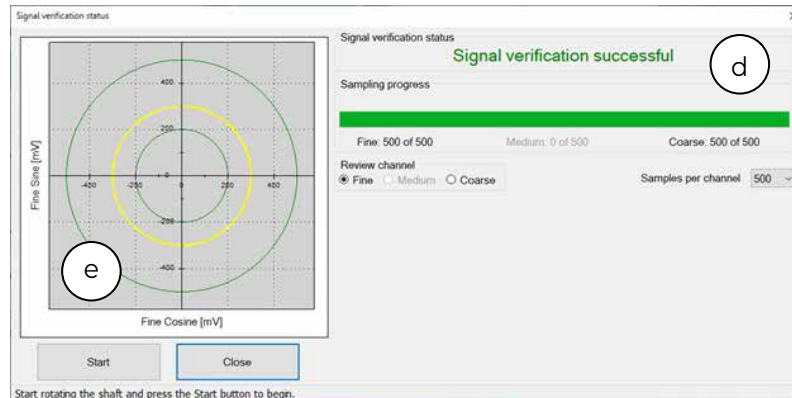 Signal verification status
Signal verification status
Signal verification successful
d
Sampling progress
Fine: 500 of 500 Medium: 0 of 500 Coarse: 500 of 500
Review channel
Fine Medium Coarse
Samples per channel 500
Fine Sine [mV]
400
200
-400 -200 0 0 200 400
-200
-400
e
Fine Cosine [mV]
Start Close
Start rotating the shaft and press the Start button to begin.